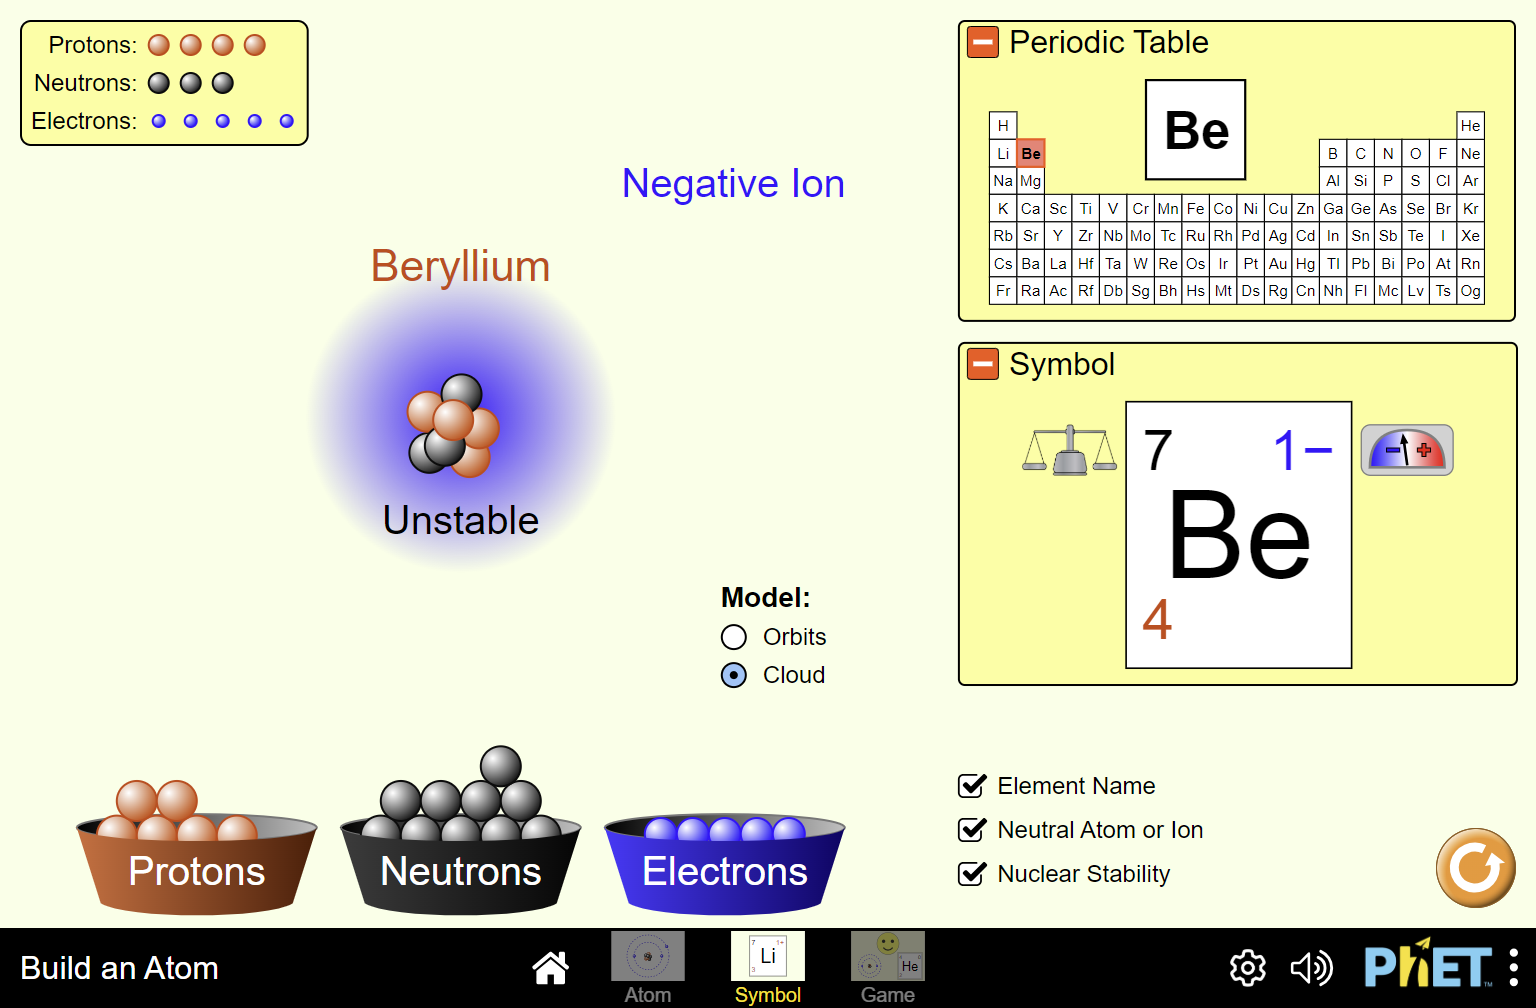 Protons:
Neutrons:
Electrons:
Negative Ion
Beryllium
Unstable
Model:
Orbits
Cloud
Protons
Neutrons
Electrons
Periodic Table
Be
H He
Li Be B C N O F Ne
Na Mg Al Si P S Cl Ar
K Ca Sc Ti V Cr Mn Fe Co Ni Cu Zn Ga Ge As Se Br Kr
Rb Sr Y Zr Nb Mo Tc Ru Rh Pd Ag Cd In Sn Sb Te I Xe
Cs Ba La Hf Ta W Re Os Ir Pt Au Hg Tl Pb Bi Po At Rn
Fr Ra Ac Rf Db Sg Bh Hs Mt Ds Rg Cn Nh Fl Mc Lv Ts Og
Symbol
7 1−
Be
4
− +
Element Name
Neutral Atom or Ion
Nuclear Stability
Build an Atom
Atom
7 1+
Li
3
Symbol
He
Game
PhET™